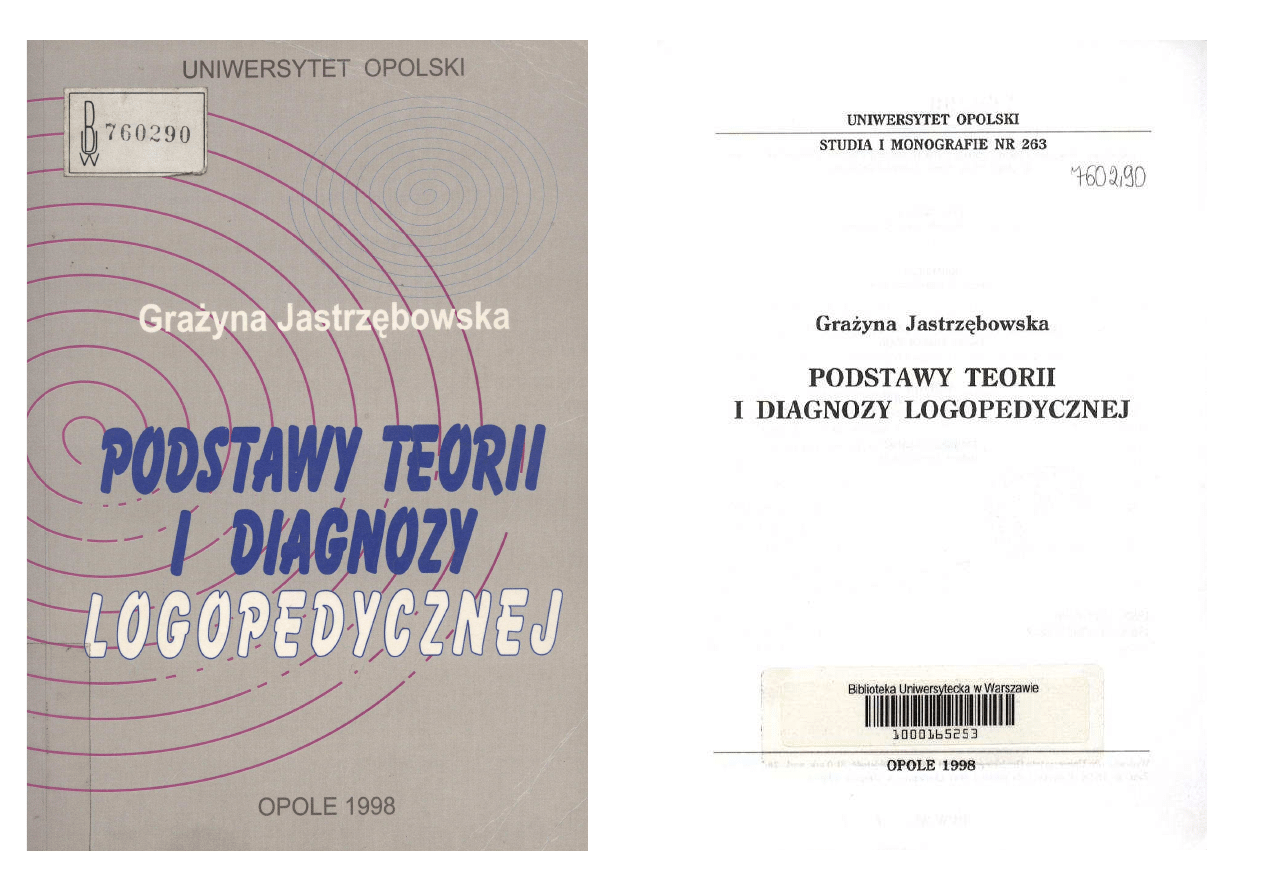 UNIWERSYTET OPOLSKI
BUW
760290
Grażyna Jastrzębowska
PODSTAWY TEORII
I DIAGNOZY
LOGOPEDYCZNEJ
OPOLE 1998
UNIWERSYTET OPOLSKI
STUDIA I MONOGRAFIE NR 263
760290
Grażyna Jastrzębowska
PODSTAWY TEORII
I DIAGNOZY LOGOPEDYCZNEJ
Biblioteka Uniwersytecka w Warszawie
1000165253
OPOLE 1998